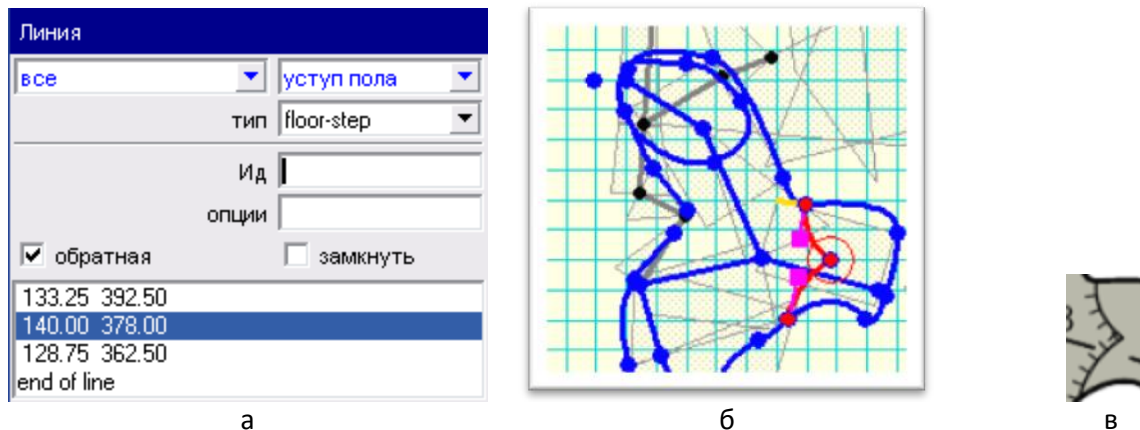 Линия
все уступ пола
тип floor-step
Ид
опции
обратная замкнуть
133.25 392.50
140.00 378.00
128.75 362.50
end of line
а б в